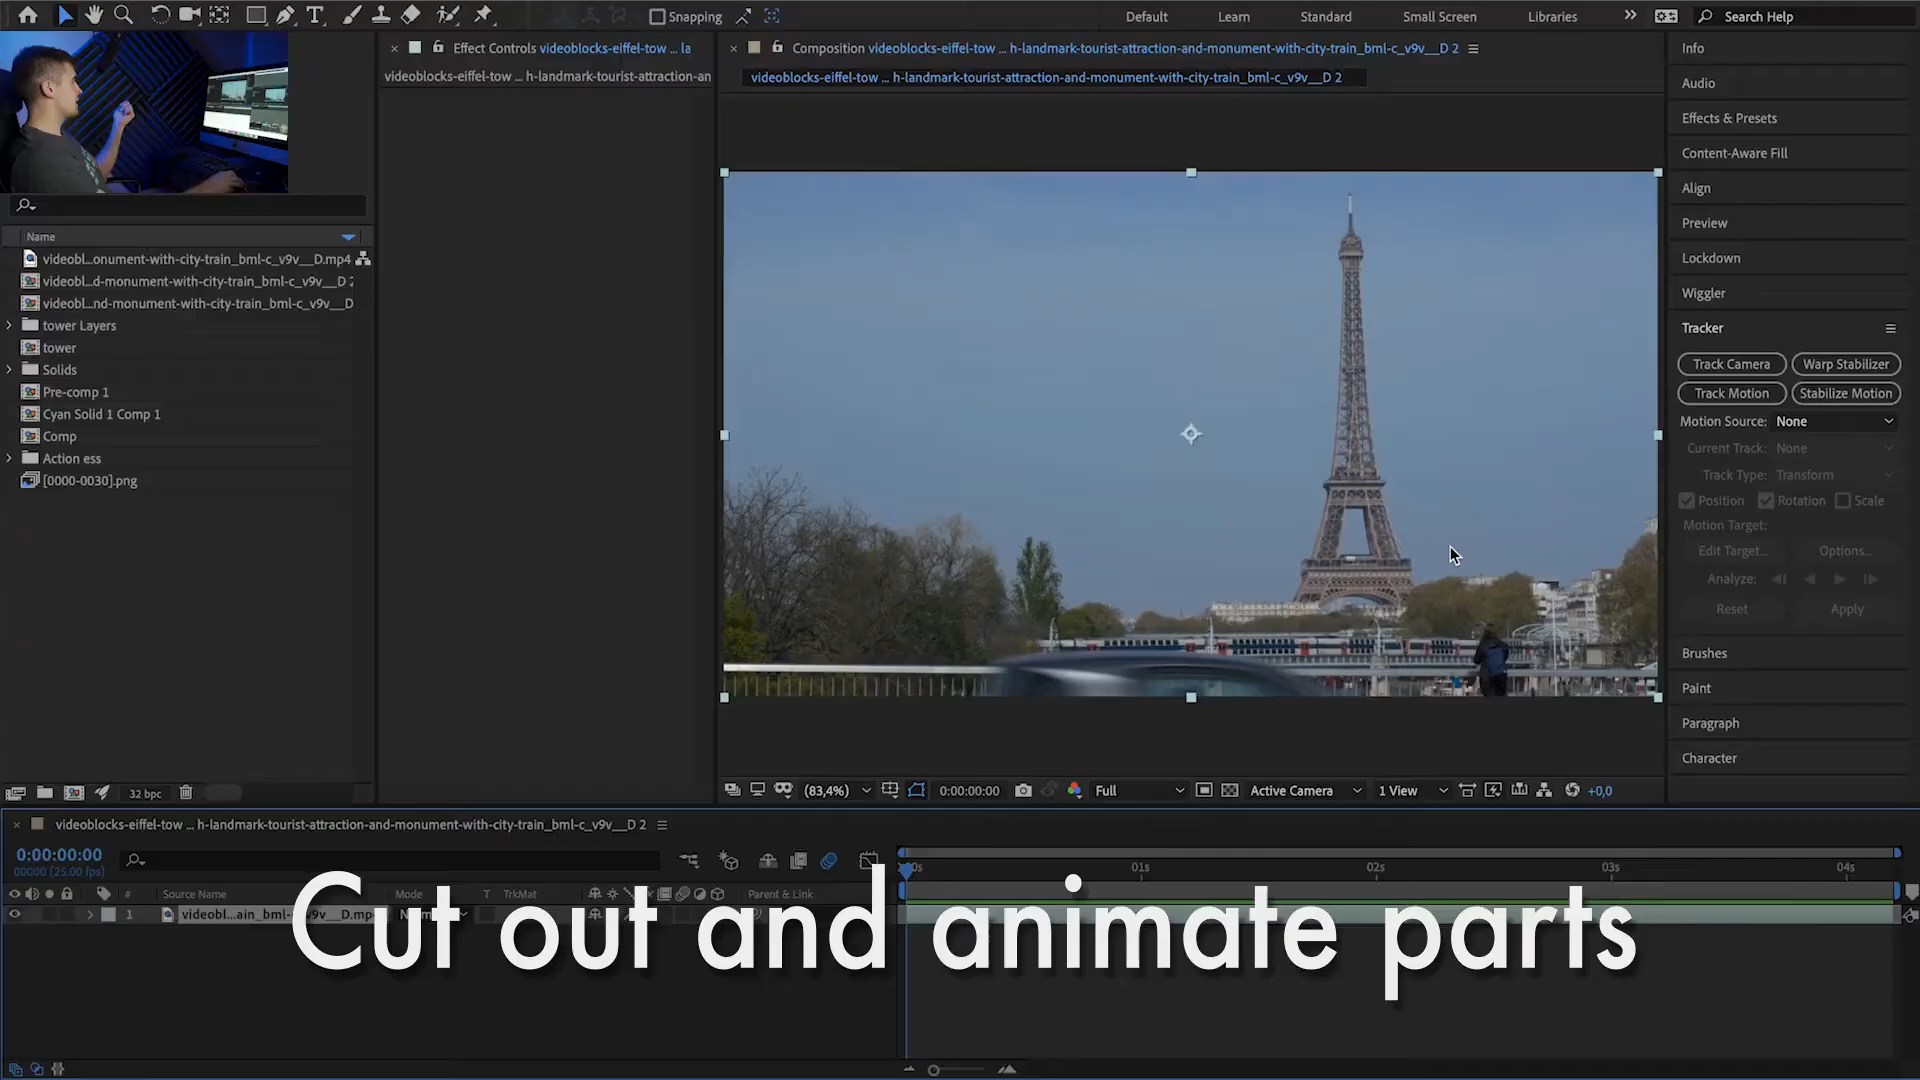 Snapping
Default
Learn
Standard
Small Screen
Libraries
Search Help
Effect Controls videoblocks-eiffel-tow ... la
videoblocks-eiffel-tow ... h-landmark-tourist-attraction-an
Composition videoblocks-eiffel-tow ... h-landmark-tourist-attraction-and-monument-with-city-train_bml-c_v9v__D 2
videoblocks-eiffel-tow ... h-landmark-tourist-attraction-and-monument-with-city-train_bml-c_v9v__D 2
Name
videobl...onument-with-city-train_bml-c_v9v__D.mp4
videobl...d-monument-with-city-train_bml-c_v9v__D 2
videobl...nd-monument-with-city-train_bml-c_v9v__D
tower Layers
tower
Solids
Pre-comp 1
Cyan Solid 1 Comp 1
Comp
Action ess
[0000-0030].png
32 bpc
Info
Audio
Effects & Presets
Content-Aware Fill
Align
Preview
Lockdown
Wiggler
Tracker
Track Camera
Warp Stabilizer
Track Motion
Stabilize Motion
Motion Source: None
Current Track: None
Track Type: Transform
Position
Rotation
Scale
Motion Target:
Edit Target...
Options...
Analyze:
Reset
Apply
Brushes
Paint
Paragraph
Character
(83,4%)
0:00:00:00
Full
Active Camera
1 View
+0,0
videoblocks-eiffel-tow ... h-landmark-tourist-attraction-and-monument-with-city-train_bml-c_v9v__D 2
0:00:00:00
00000 (25.00 fps)
# Source Name
Mode
T TrkMat
Parent & Link
01s
02s
03s
04s
1
Cut out and animate parts